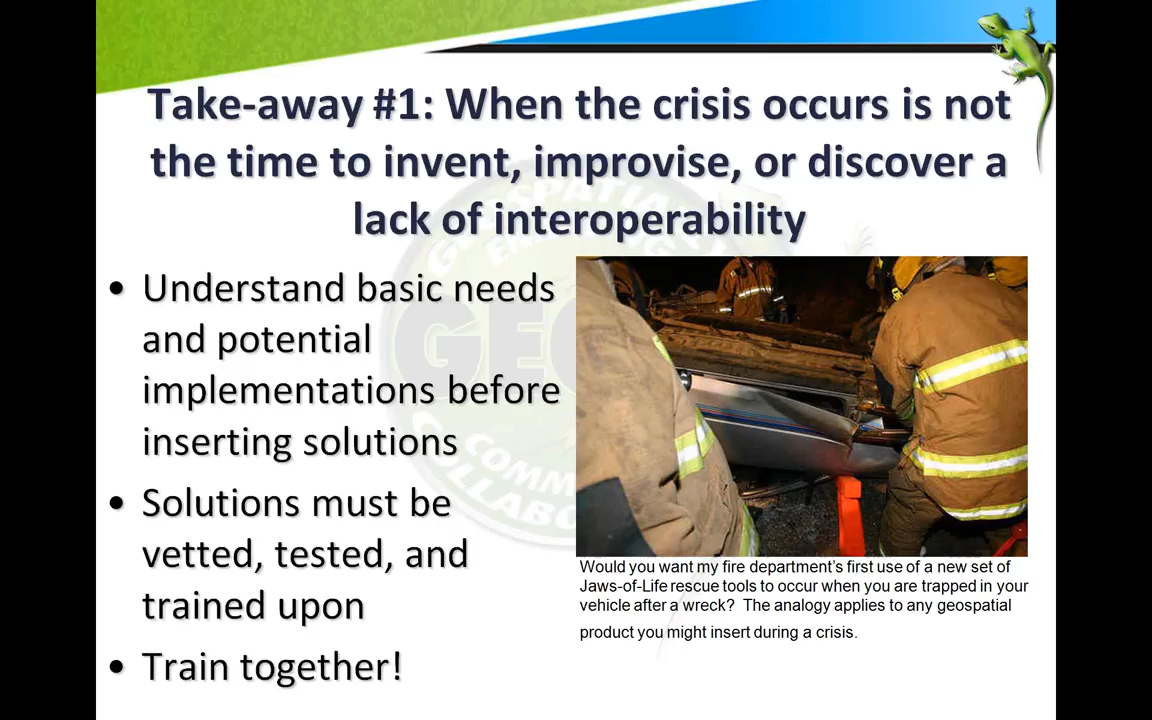 Take-away #1: When the crisis occurs is not
the time to invent, improvise, or discover a
lack of interoperability
• Understand basic needs
and potential
implementations before
inserting solutions
• Solutions must be
vetted, tested, and
trained upon
• Train together!
Would you want my fire department's first use of a new set of
Jaws-of-Life rescue tools to occur when you are trapped in your
vehicle after a wreck? The analogy applies to any geospatial
product you might insert during a crisis.